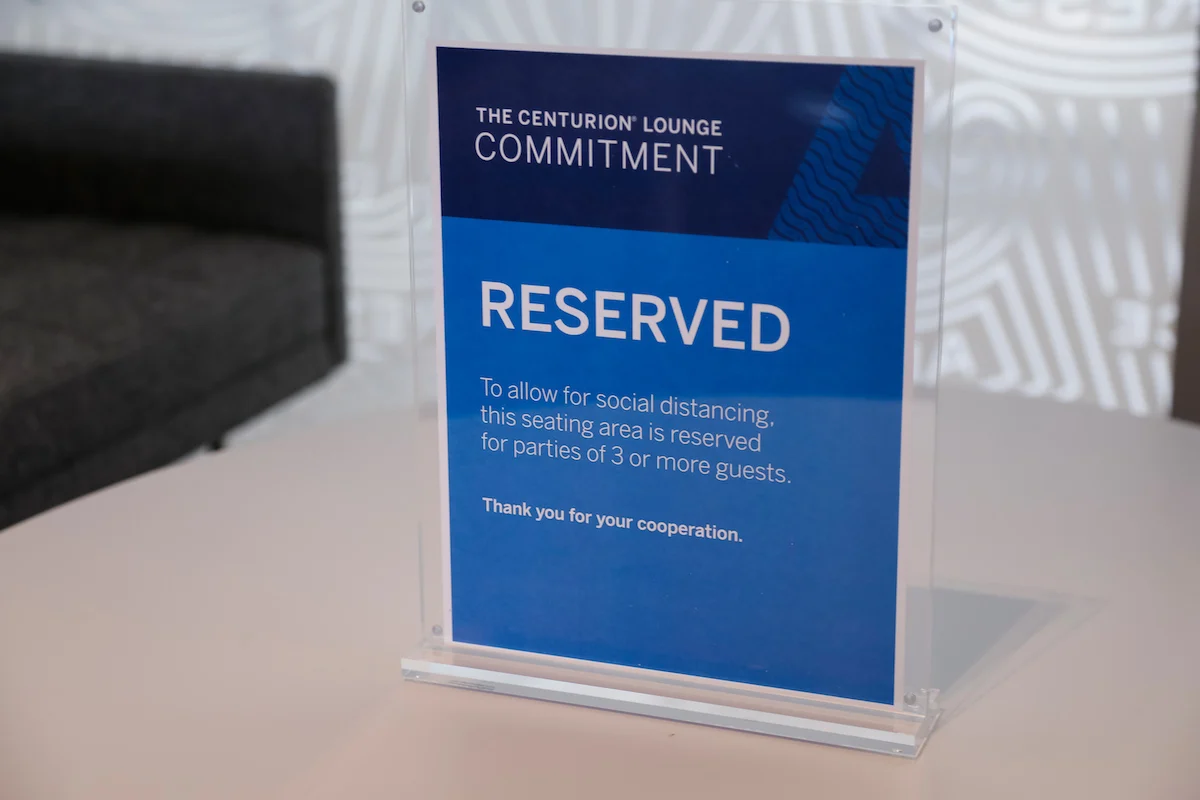 THE CENTURION® LOUNGE
COMMITMENT
RESERVED
To allow for social distancing,
this seating area is reserved
for parties of 3 or more guests.
Thank you for your cooperation.